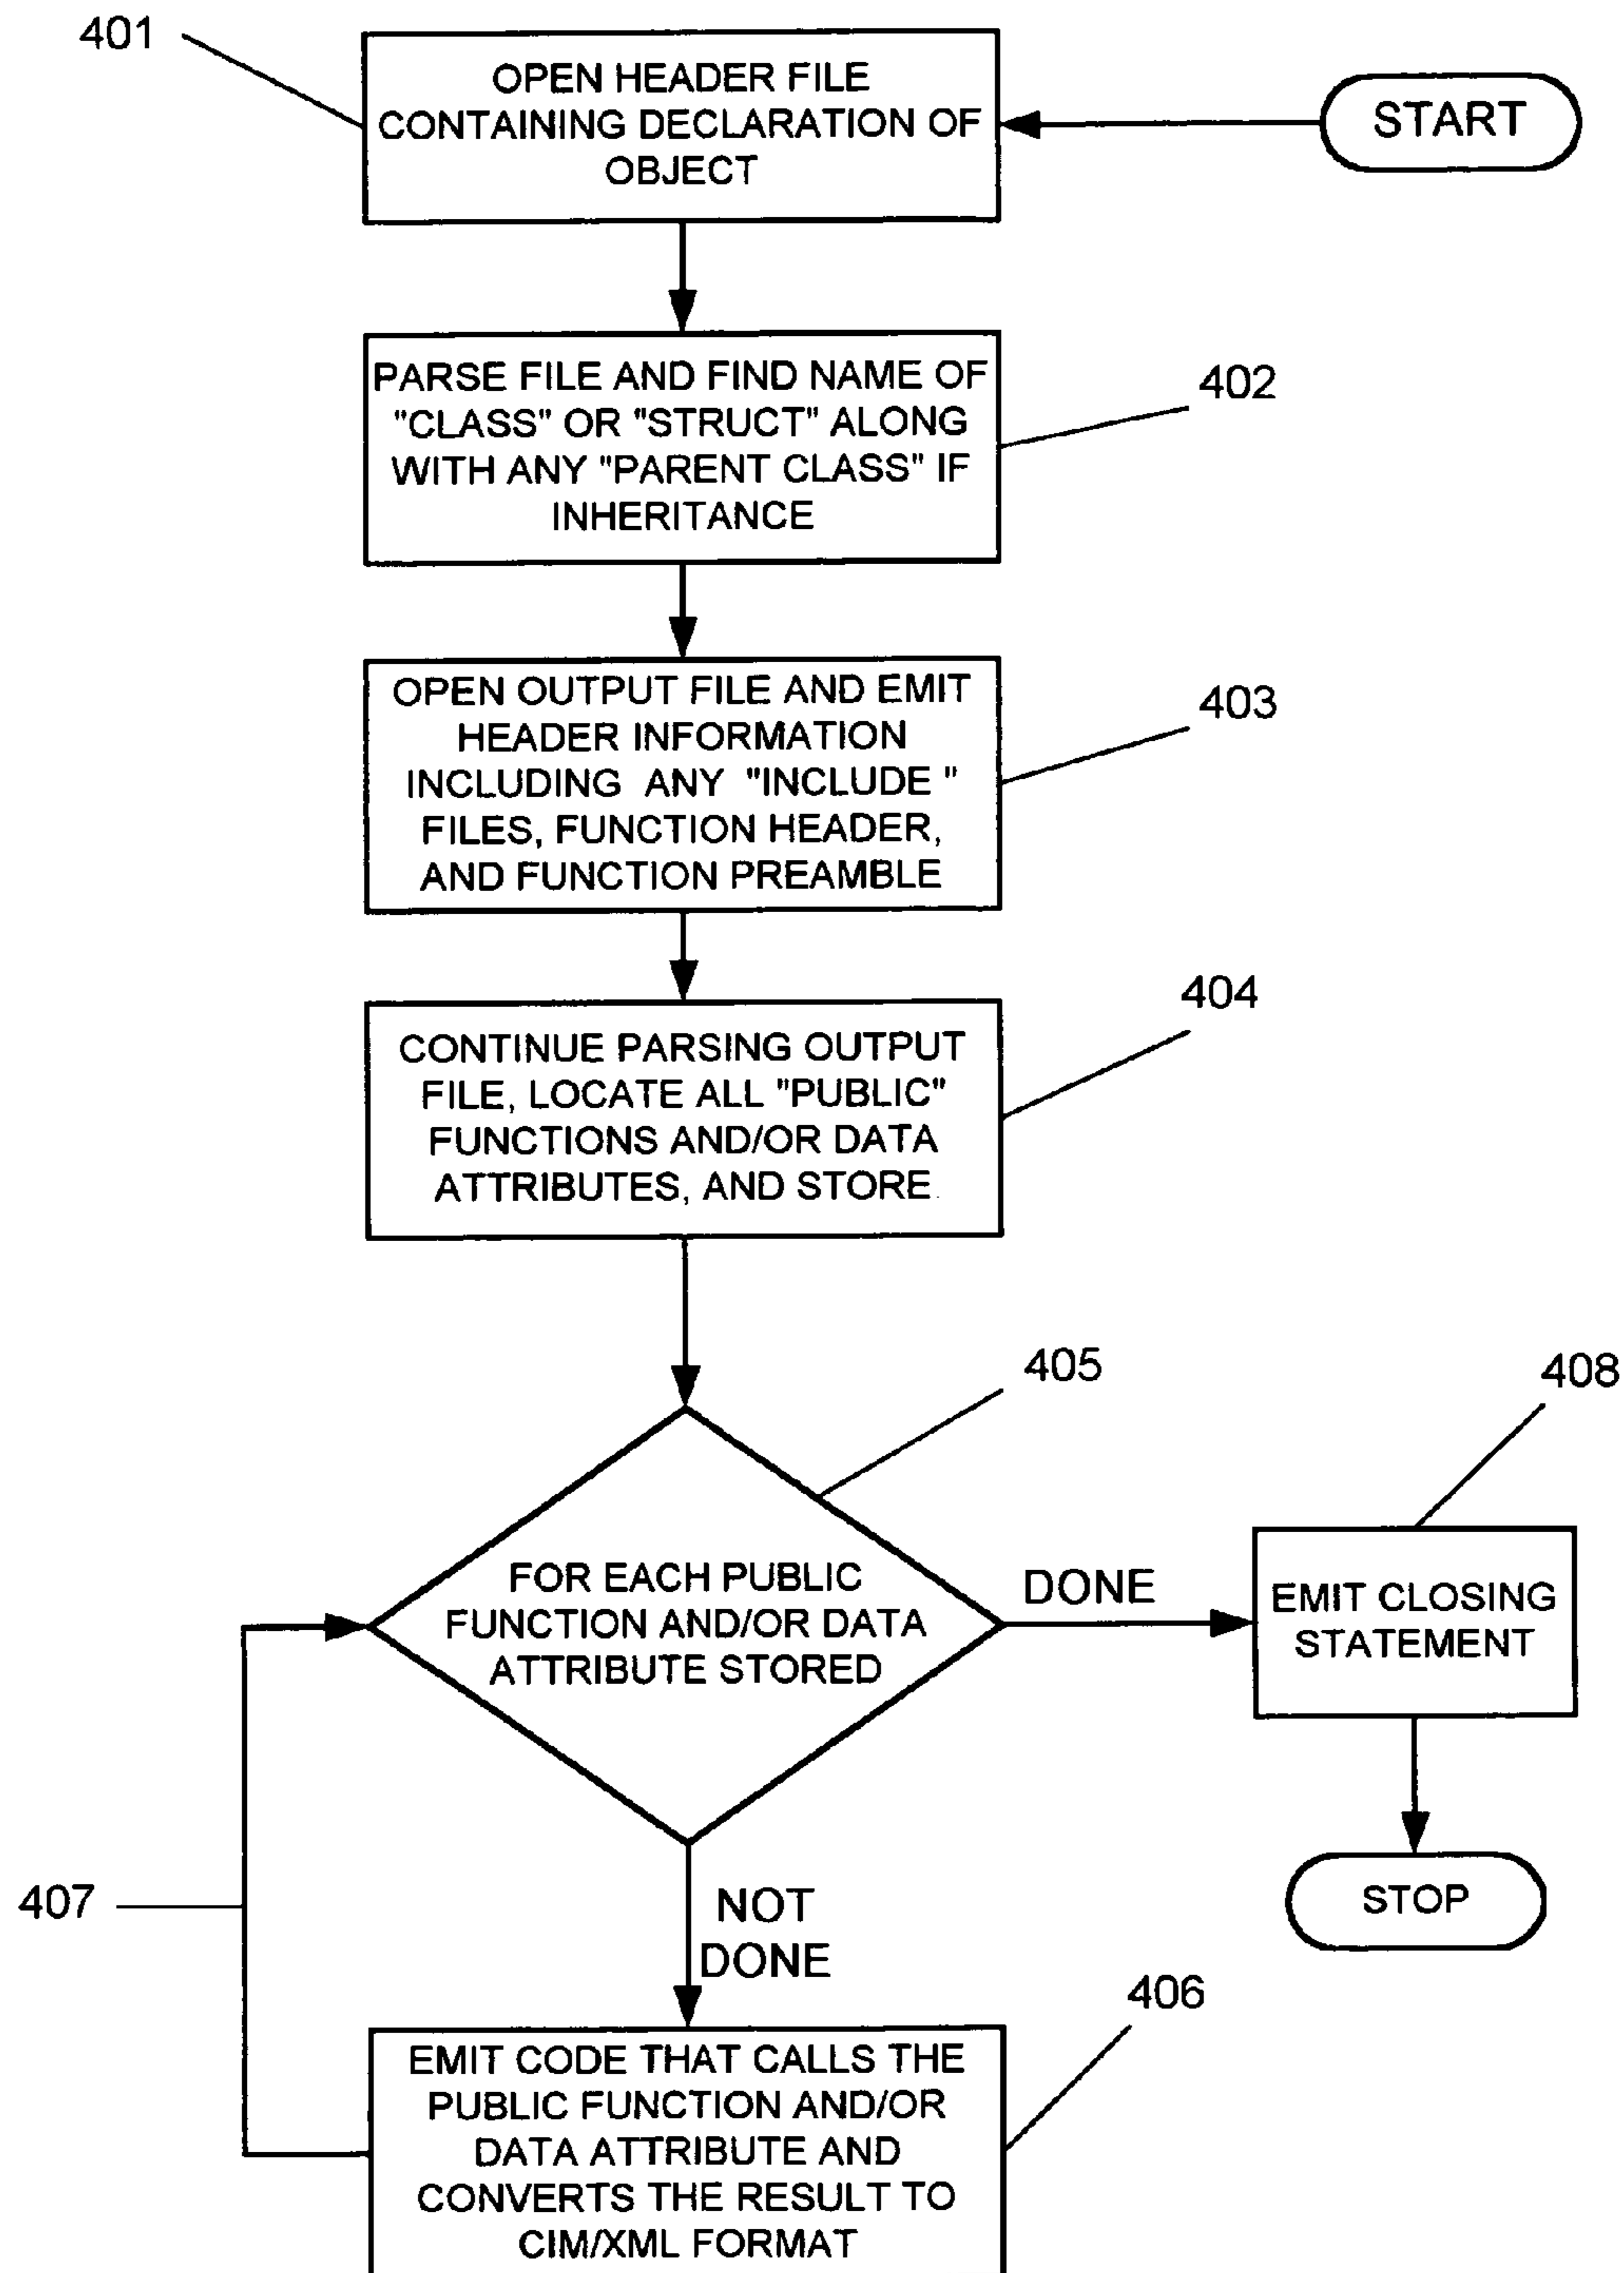 401
OPEN HEADER FILE
CONTAINING DECLARATION OF
OBJECT
START
PARSE FILE AND FIND NAME OF
"CLASS" OR "STRUCT" ALONG
WITH ANY "PARENT CLASS" IF
INHERITANCE
402
OPEN OUTPUT FILE AND EMIT
HEADER INFORMATION
INCLUDING ANY "INCLUDE "
FILES, FUNCTION HEADER,
AND FUNCTION PREAMBLE
403
CONTINUE PARSING OUTPUT
FILE, LOCATE ALL "PUBLIC"
FUNCTIONS AND/OR DATA
ATTRIBUTES, AND STORE
404
405
FOR EACH PUBLIC
FUNCTION AND/OR DATA
ATTRIBUTE STORED
DONE
408
EMIT CLOSING
STATEMENT
STOP
407
NOT
DONE
406
EMIT CODE THAT CALLS THE
PUBLIC FUNCTION AND/OR
DATA ATTRIBUTE AND
CONVERTS THE RESULT TO
CIM/XML FORMAT